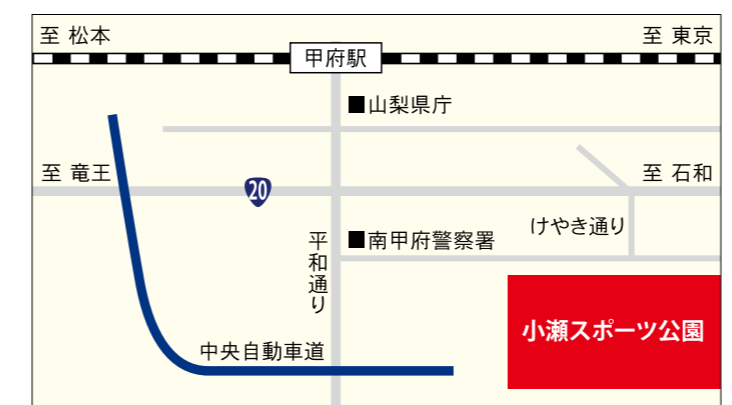 至 松本
至 東京
甲府駅
■山梨県庁
至 竜王
至 石和
20
けやき通り
平和通り
■南甲府警察署
小瀬スポーツ公園
中央自動車道